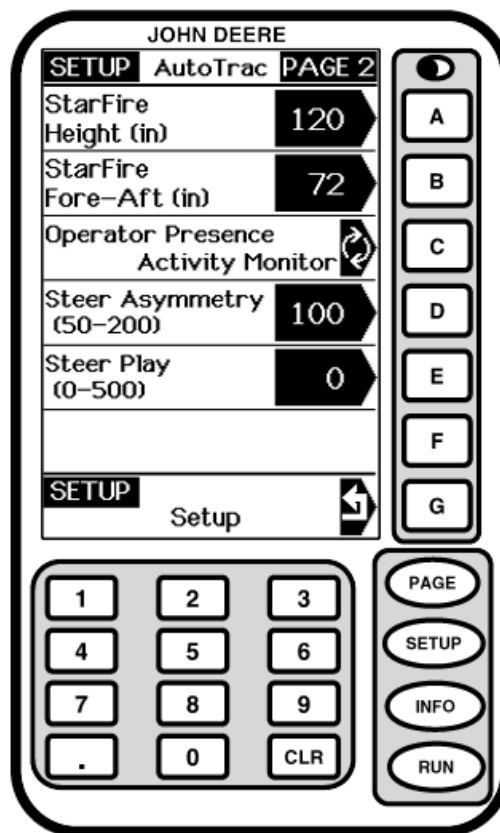 JOHN DEERE
SETUP AutoTrac PAGE 2
StarFire
Height (in) 120
StarFire
Fore-Aft (in) 72
Operator Presence
Activity Monitor
Steer Asymmetry
(50-200) 100
Steer Play
(0-500) 0
SETUP
Setup
A
B
C
D
E
F
G
1 2 3
4 5 6
7 8 9
. 0 CLR
PAGE
SETUP
INFO
RUN